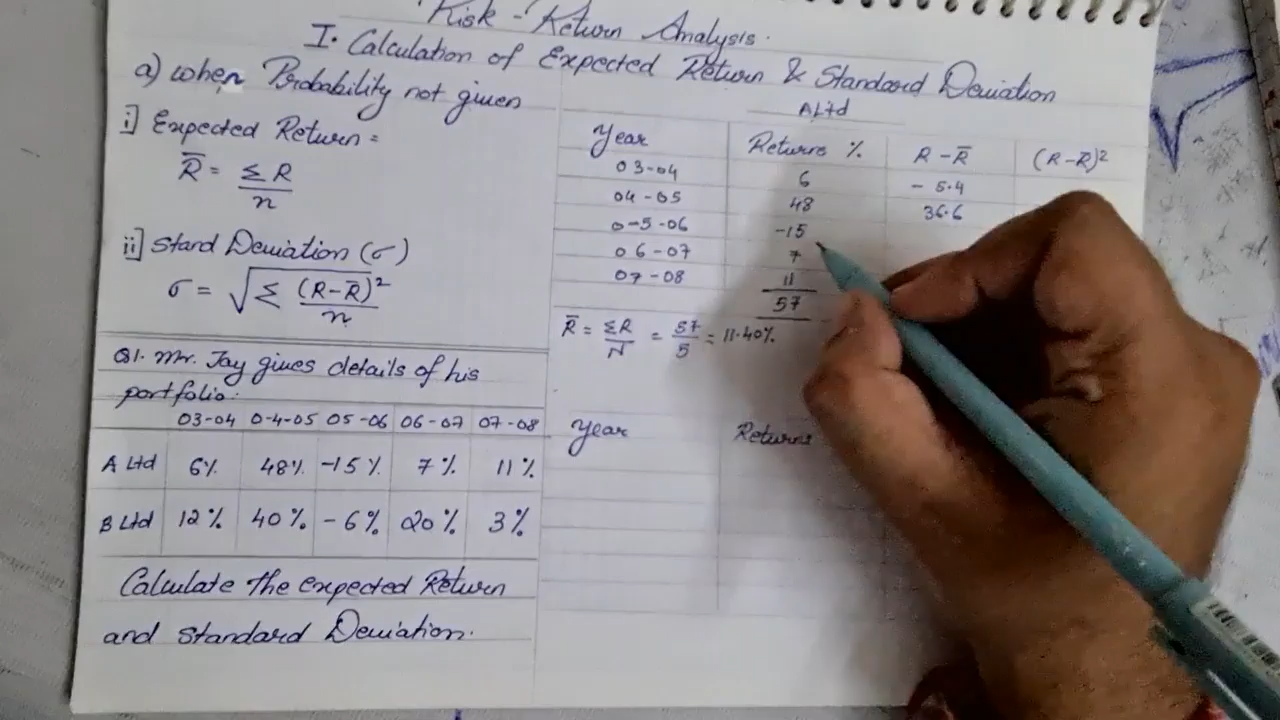 Risk - Return Analysis.
I. Calculation of Expected Return & Standard Deviation
a) when Probability not given
i] Expected Return =
R̄ = ΣR
n
ii] Stand Deviation (σ)
σ = √Σ (R-R̄)²
n
Q1. Mr. Jay gives details of his
portfolio:
03-04 0-4-05 05-06 06-07 07-08
A Ltd 6% 48% -15% 7% 11%
B Ltd 12% 40% -6% 20% 3%
Calculate the expected Return
and Standard Deviation.
A Ltd
Year Returns % R-R̄ (R-R̄)²
03-04 6 -5.4
04-05 48 36.6
0-5-06 -15
06-07 7
07-08 11
57
R̄ = ΣR = 57 = 11.40%
N 5
Year Returns